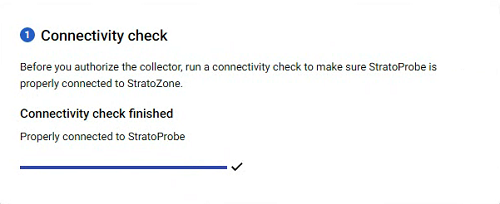 1 Connectivity check
Before you authorize the collector, run a connectivity check to make sure StratoProbe is
properly connected to StratoZone.
Connectivity check finished
Properly connected to StratoProbe